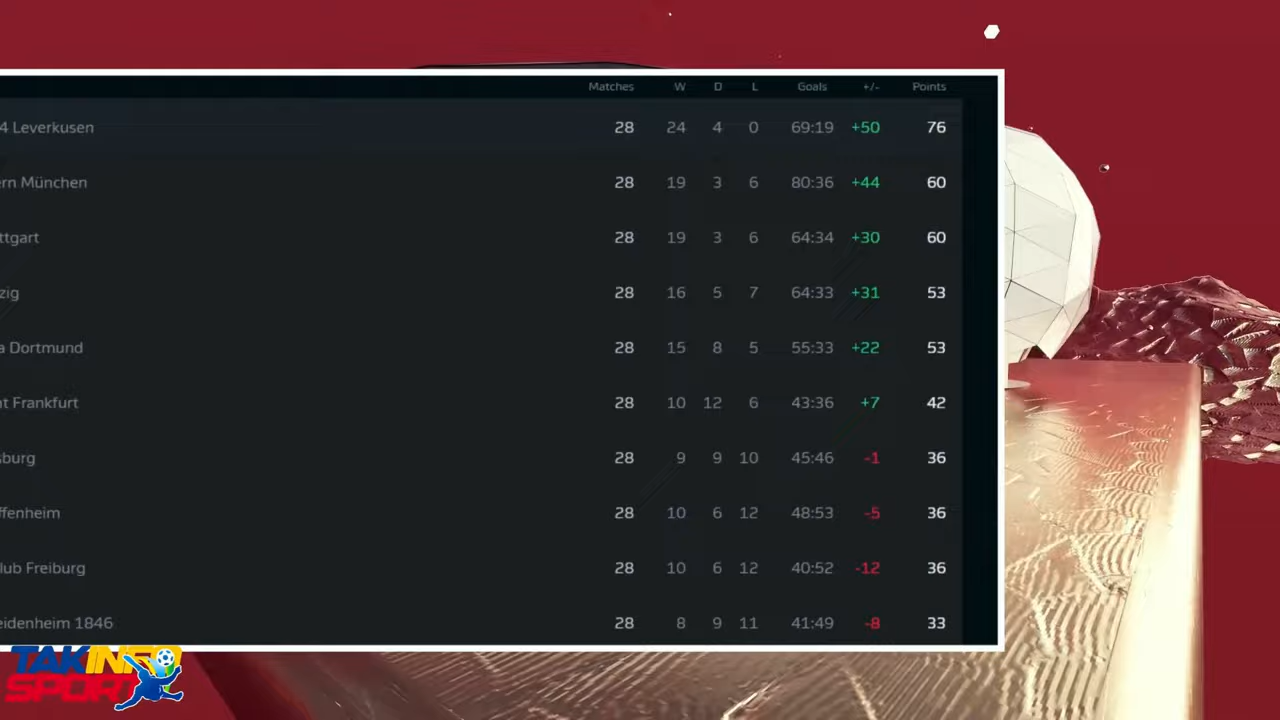 Matches W D L Goals +/- Points
4 Leverkusen 28 24 4 0 69:19 +50 76
ern München 28 19 3 6 80:36 +44 60
ttgart 28 19 3 6 64:34 +30 60
zig 28 16 5 7 64:33 +31 53
a Dortmund 28 15 8 5 55:33 +22 53
nt Frankfurt 28 10 12 6 43:36 +7 42
sburg 28 9 9 10 45:46 -1 36
ffenheim 28 10 6 12 48:53 -5 36
lub Freiburg 28 10 6 12 40:52 -12 36
eidenheim 1846 28 8 9 11 41:49 -8 33
TAKINFO
SPORT